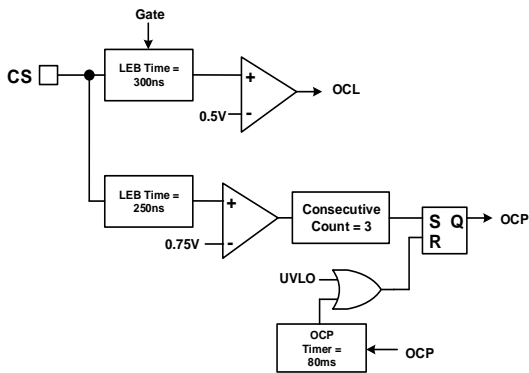 Gate
CS
LEB Time =
300ns
+
-
0.5V
OCL
LEB Time =
250ns
+
-
0.75V
Consecutive
Count = 3
S Q
R
OCP
UVLO
OCP
Timer =
80ms
OCP